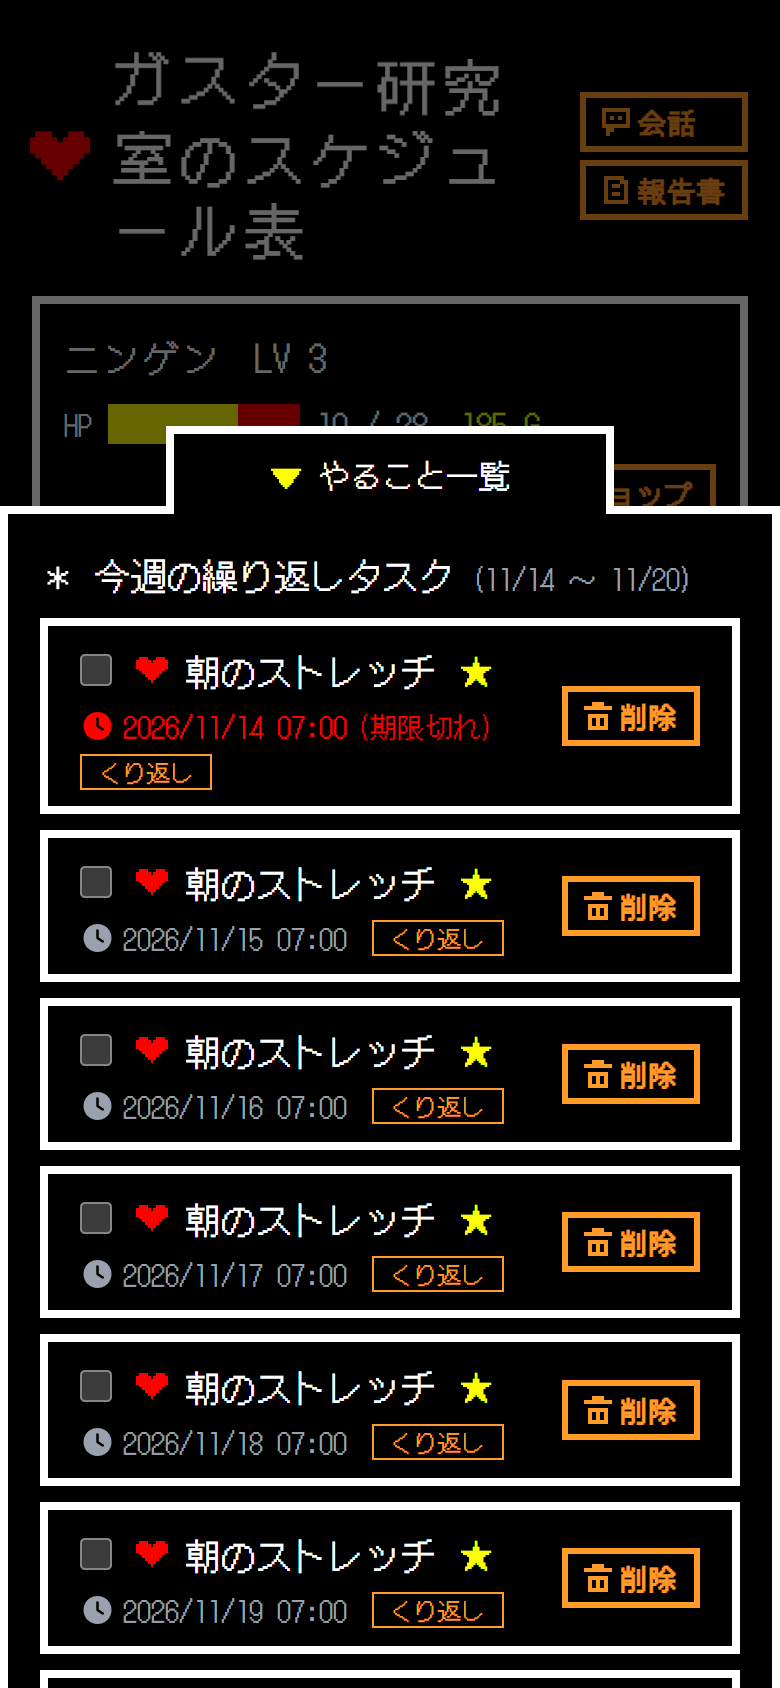 ガスター研究
室のスケジュ
ール表
会話
報告書
ニンゲン LV 3
HP 10 / 28 195 G
▼ やること一覧
ョップ
* 今週の繰り返しタスク (11/14 〜 11/20)
朝のストレッチ ★
2026/11/14 07:00 (期限切れ)
くり返し
削除
朝のストレッチ ★
2026/11/15 07:00 くり返し
削除
朝のストレッチ ★
2026/11/16 07:00 くり返し
削除
朝のストレッチ ★
2026/11/17 07:00 くり返し
削除
朝のストレッチ ★
2026/11/18 07:00 くり返し
削除
朝のストレッチ ★
2026/11/19 07:00 くり返し
削除